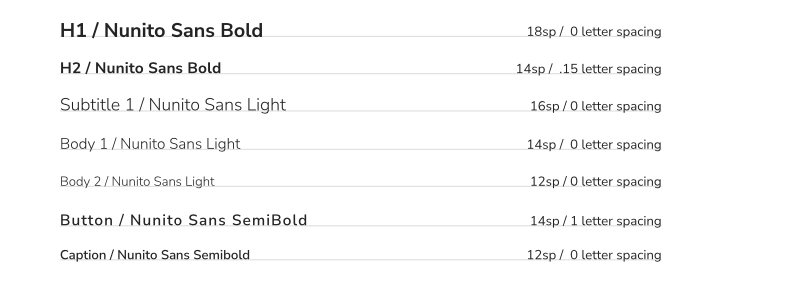 H1 / Nunito Sans Bold 18sp / 0 letter spacing
H2 / Nunito Sans Bold 14sp / .15 letter spacing
Subtitle 1 / Nunito Sans Light 16sp / 0 letter spacing
Body 1 / Nunito Sans Light 14sp / 0 letter spacing
Body 2 / Nunito Sans Light 12sp / 0 letter spacing
Button / Nunito Sans SemiBold 14sp / 1 letter spacing
Caption / Nunito Sans Semibold 12sp / 0 letter spacing